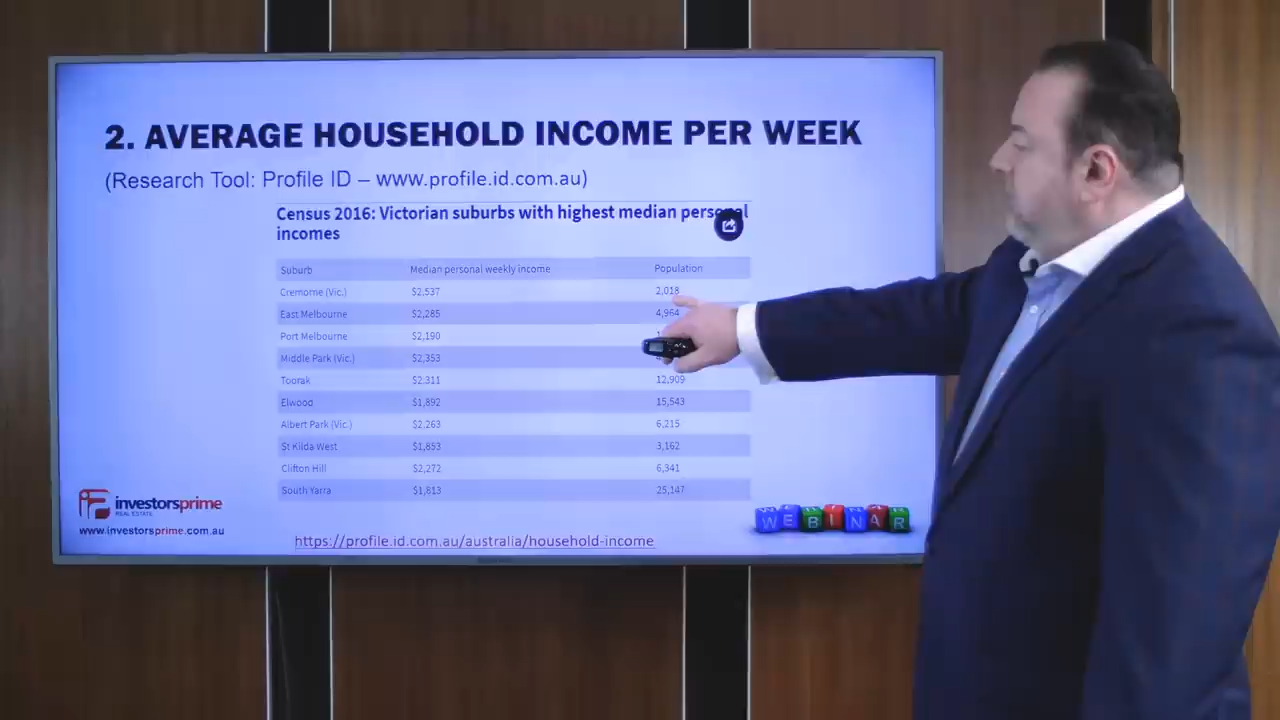 2. AVERAGE HOUSEHOLD INCOME PER WEEK
(Research Tool: Profile ID – www.profile.id.com.au)
Census 2016: Victorian suburbs with highest median personal
incomes
Suburb Median personal weekly income Population
Cremorne (Vic.) $2,537 2,018
East Melbourne $2,285 4,964
Port Melbourne $2,190
Middle Park (Vic.) $2,353
Toorak $2,311 12,909
Elwood $1,892 15,543
Albert Park (Vic.) $2,263 6,215
St Kilda West $1,853 3,162
Clifton Hill $2,272 6,341
South Yarra $1,813 25,147
investorsprime
REAL ESTATE
www.investorsprime.com.au
WEBINAR
https://profile.id.com.au/australia/household-income